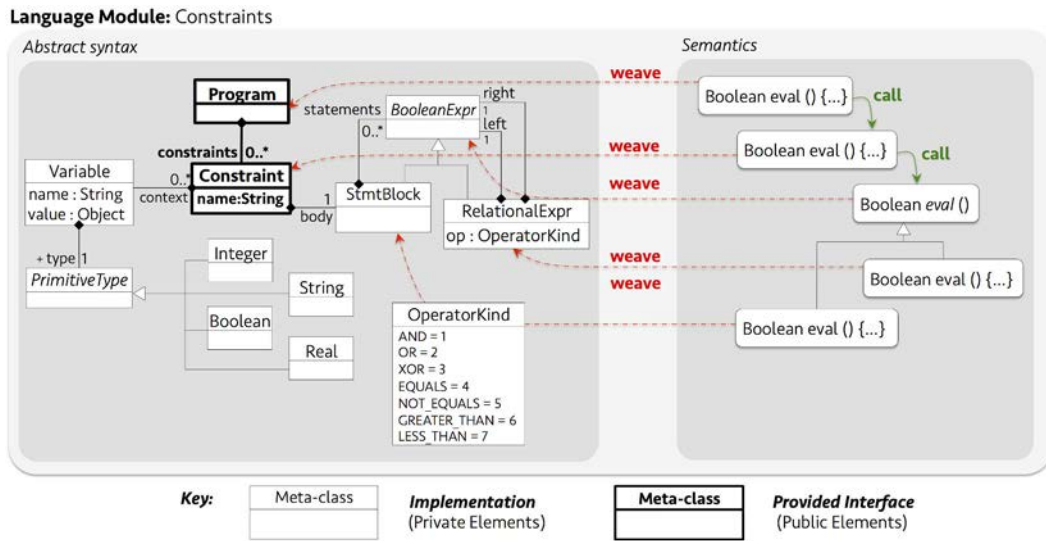 Language Module: Constraints
Abstract syntax
Semantics
Program
constraints 0..*
Variable
name : String
value : Object
0..*
context
Constraint
name:String
1
body
statements
0..*
BooleanExpr
right
1
left
1
StmtBlock
RelationalExpr
op : OperatorKind
+ type 1
PrimitiveType
Integer
String
Boolean
Real
OperatorKind
AND = 1
OR = 2
XOR = 3
EQUALS = 4
NOT_EQUALS = 5
GREATER_THAN = 6
LESS_THAN = 7
weave
weave
weave
weave
weave
Boolean eval () {...}
call
Boolean eval () {...}
call
Boolean eval ()
Boolean eval () {...}
Boolean eval () {...}
Key:
Meta-class
Implementation
(Private Elements)
Meta-class
Provided Interface
(Public Elements)